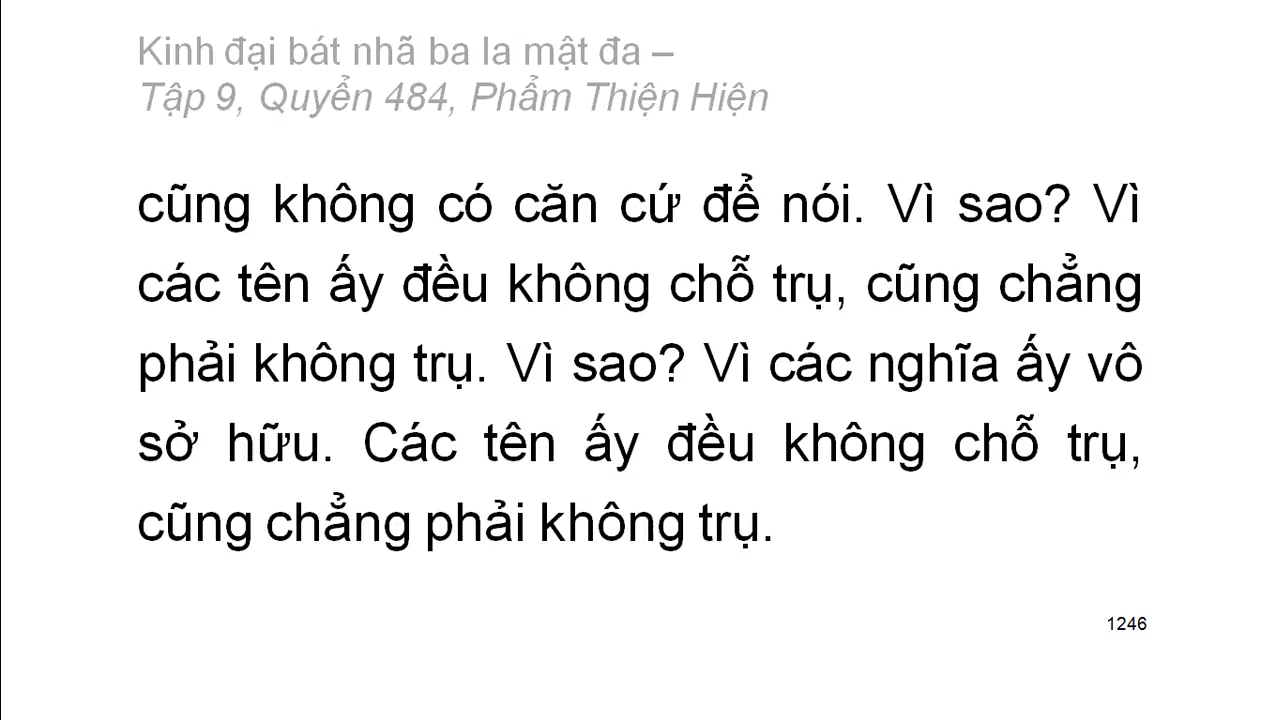 Kinh đại bát nhã ba la mật đa –
Tập 9, Quyển 484, Phẩm Thiện Hiện
cũng không có căn cứ để nói. Vì sao? Vì
các tên ấy đều không chỗ trụ, cũng chẳng
phải không trụ. Vì sao? Vì các nghĩa ấy vô
sở hữu. Các tên ấy đều không chỗ trụ,
cũng chẳng phải không trụ.
1246